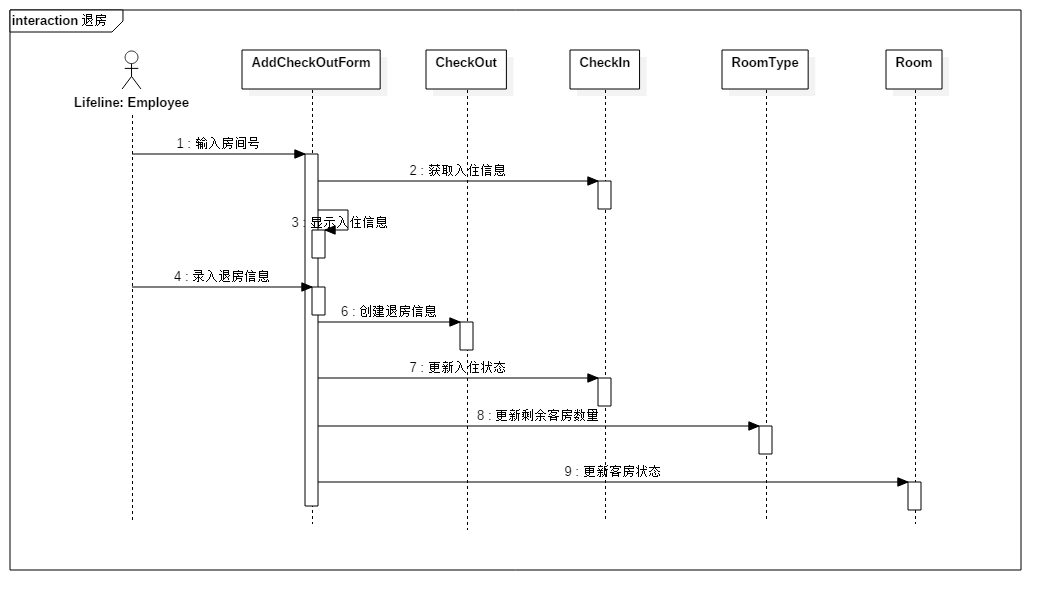 interaction 退房
AddCheckOutForm
CheckOut
CheckIn
RoomType
Room
Lifeline: Employee
1 : 输入房间号
2 : 获取入住信息
3 : 显示入住信息
4 : 录入退房信息
6 : 创建退房信息
7 : 更新入住状态
8 : 更新剩余客房数量
9 : 更新客房状态